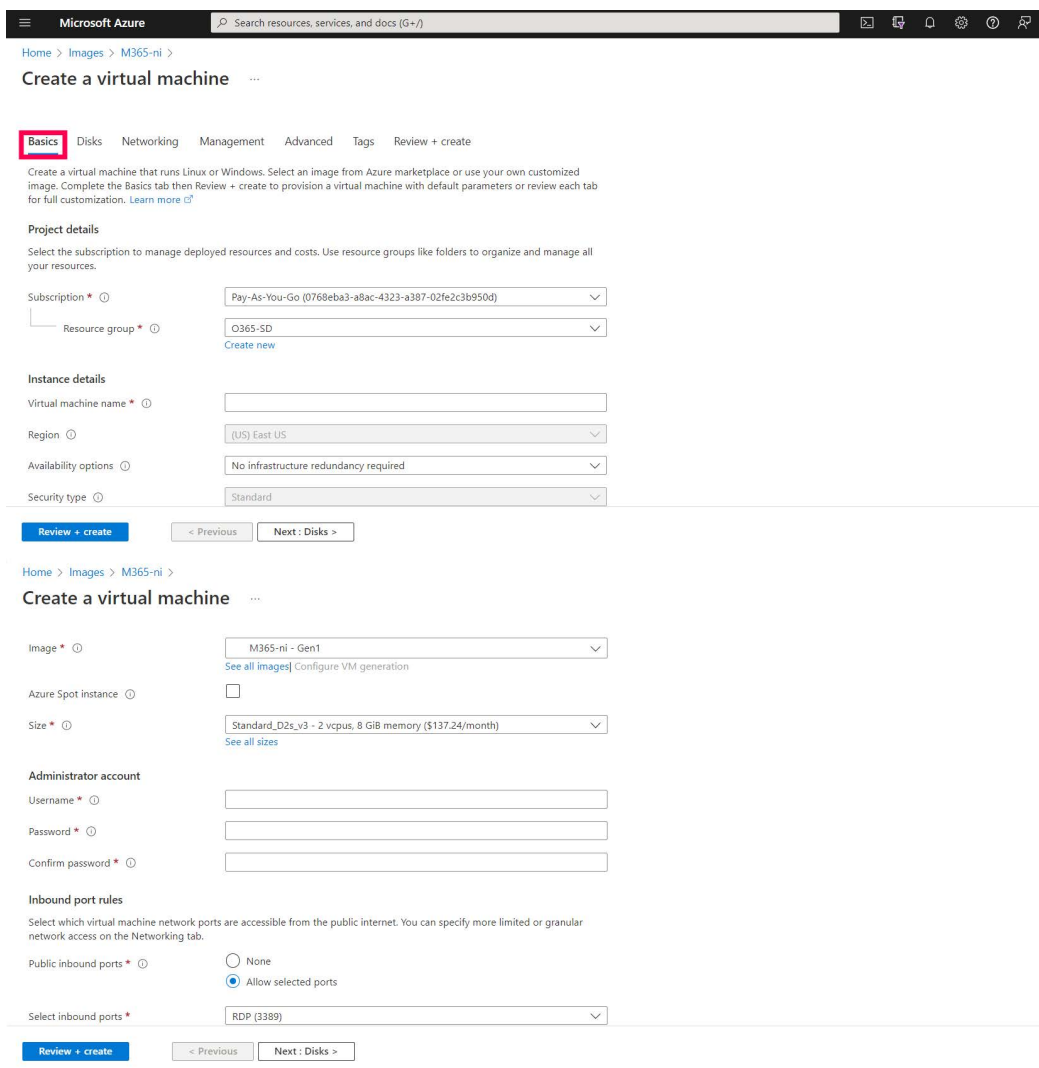 Microsoft Azure
Search resources, services, and docs (G+/)
Home > Images > M365-ni >
Create a virtual machine ...
Basics Disks Networking Management Advanced Tags Review + create
Create a virtual machine that runs Linux or Windows. Select an image from Azure marketplace or use your own customized
image. Complete the Basics tab then Review + create to provision a virtual machine with default parameters or review each tab
for full customization. Learn more
Project details
Select the subscription to manage deployed resources and costs. Use resource groups like folders to organize and manage all
your resources.
Subscription * Pay-As-You-Go (0768eba3-a8ac-4323-a387-02fe2c3b950d)
Resource group * O365-SD
Create new
Instance details
Virtual machine name *
Region (US) East US
Availability options No infrastructure redundancy required
Security type Standard
Review + create < Previous Next : Disks >
Home > Images > M365-ni >
Create a virtual machine ...
Image * M365-ni - Gen1
See all images| Configure VM generation
Azure Spot instance
Size * Standard_D2s_v3 - 2 vcpus, 8 GiB memory ($137.24/month)
See all sizes
Administrator account
Username *
Password *
Confirm password *
Inbound port rules
Select which virtual machine network ports are accessible from the public internet. You can specify more limited or granular
network access on the Networking tab.
Public inbound ports * None
Allow selected ports
Select inbound ports * RDP (3389)
Review + create < Previous Next : Disks >